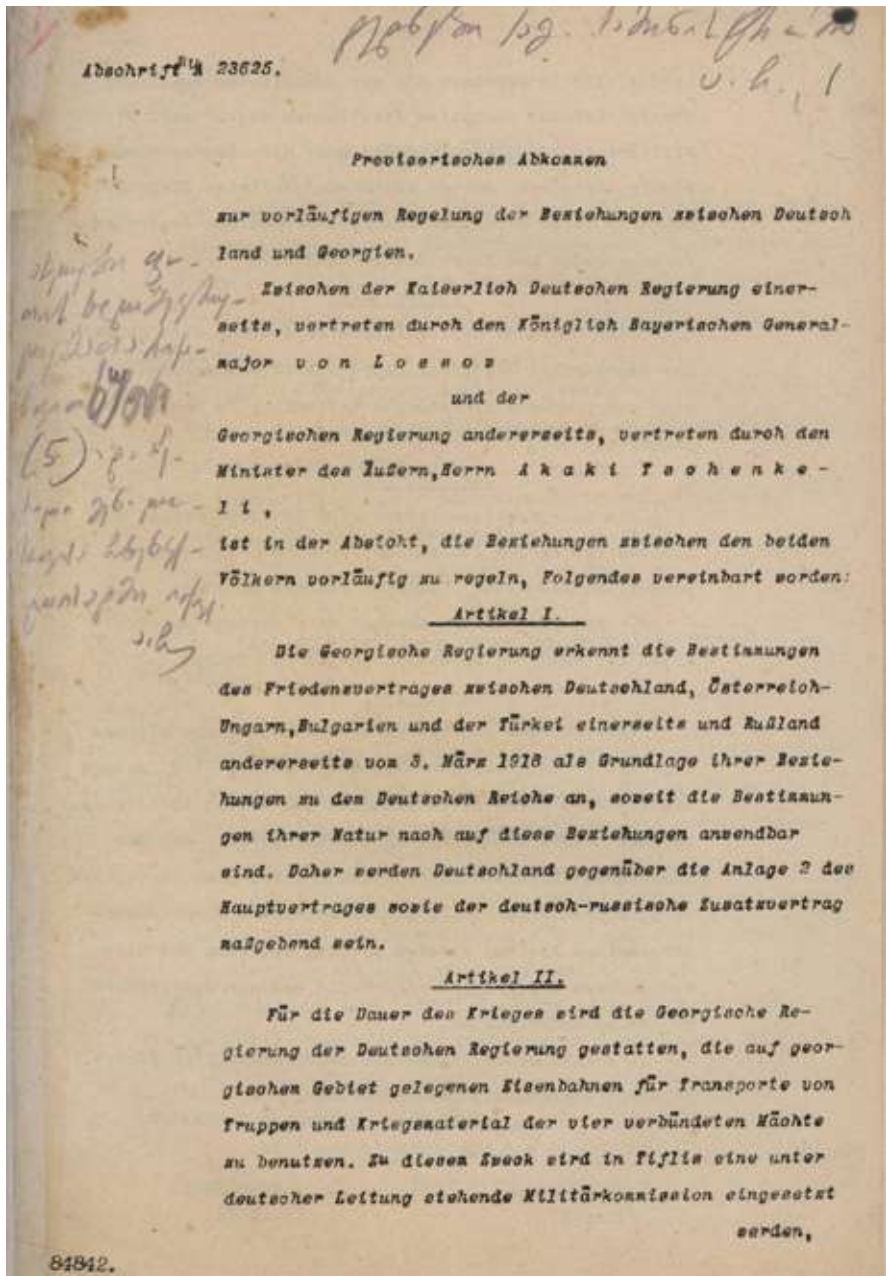 Abschrift zu A 23625.
Provisorisches Abkommen
zur vorläufigen Regelung der Beziehungen zwischen Deutsch
land und Georgien.
Zwischen der Kaiserlich Deutschen Regierung einer-
seits, vertreten durch den Königlich Bayerischen General-
major von Lossow
und der
Georgischen Regierung andererseits, vertreten durch den
Minister des Äußern, Herrn Akaki Tschenke-
li,
ist in der Absicht, die Beziehungen zwischen den beiden
Völkern vorläufig zu regeln, Folgendes vereinbart worden:
Artikel I.
Die Georgische Regierung erkennt die Bestimmungen
des Friedensvertrages zwischen Deutschland, Österreich-
Ungarn, Bulgarien und der Türkei einerseits und Rußland
andererseits vom 3. März 1918 als Grundlage ihrer Bezie-
hungen zu dem Deutschen Reiche an, soweit die Bestimmun-
gen ihrer Natur nach auf diese Beziehungen anwendbar
sind. Daher werden Deutschland gegenüber die Anlage 2 des
Hauptvertrages sowie der deutsch-russische Zusatzvertrag
maßgebend sein.
Artikel II.
Für die Dauer des Krieges wird die Georgische Re-
gierung der Deutschen Regierung gestatten, die auf geor-
gischem Gebiet gelegenen Eisenbahnen für Transporte von
Truppen und Kriegsmaterial der vier verbündeten Mächte
zu benutzen. Zu diesem Zweck wird in Tiflis eine unter
deutscher Leitung stehende Militärkommission eingesetzt
werden,
84842.
(5)